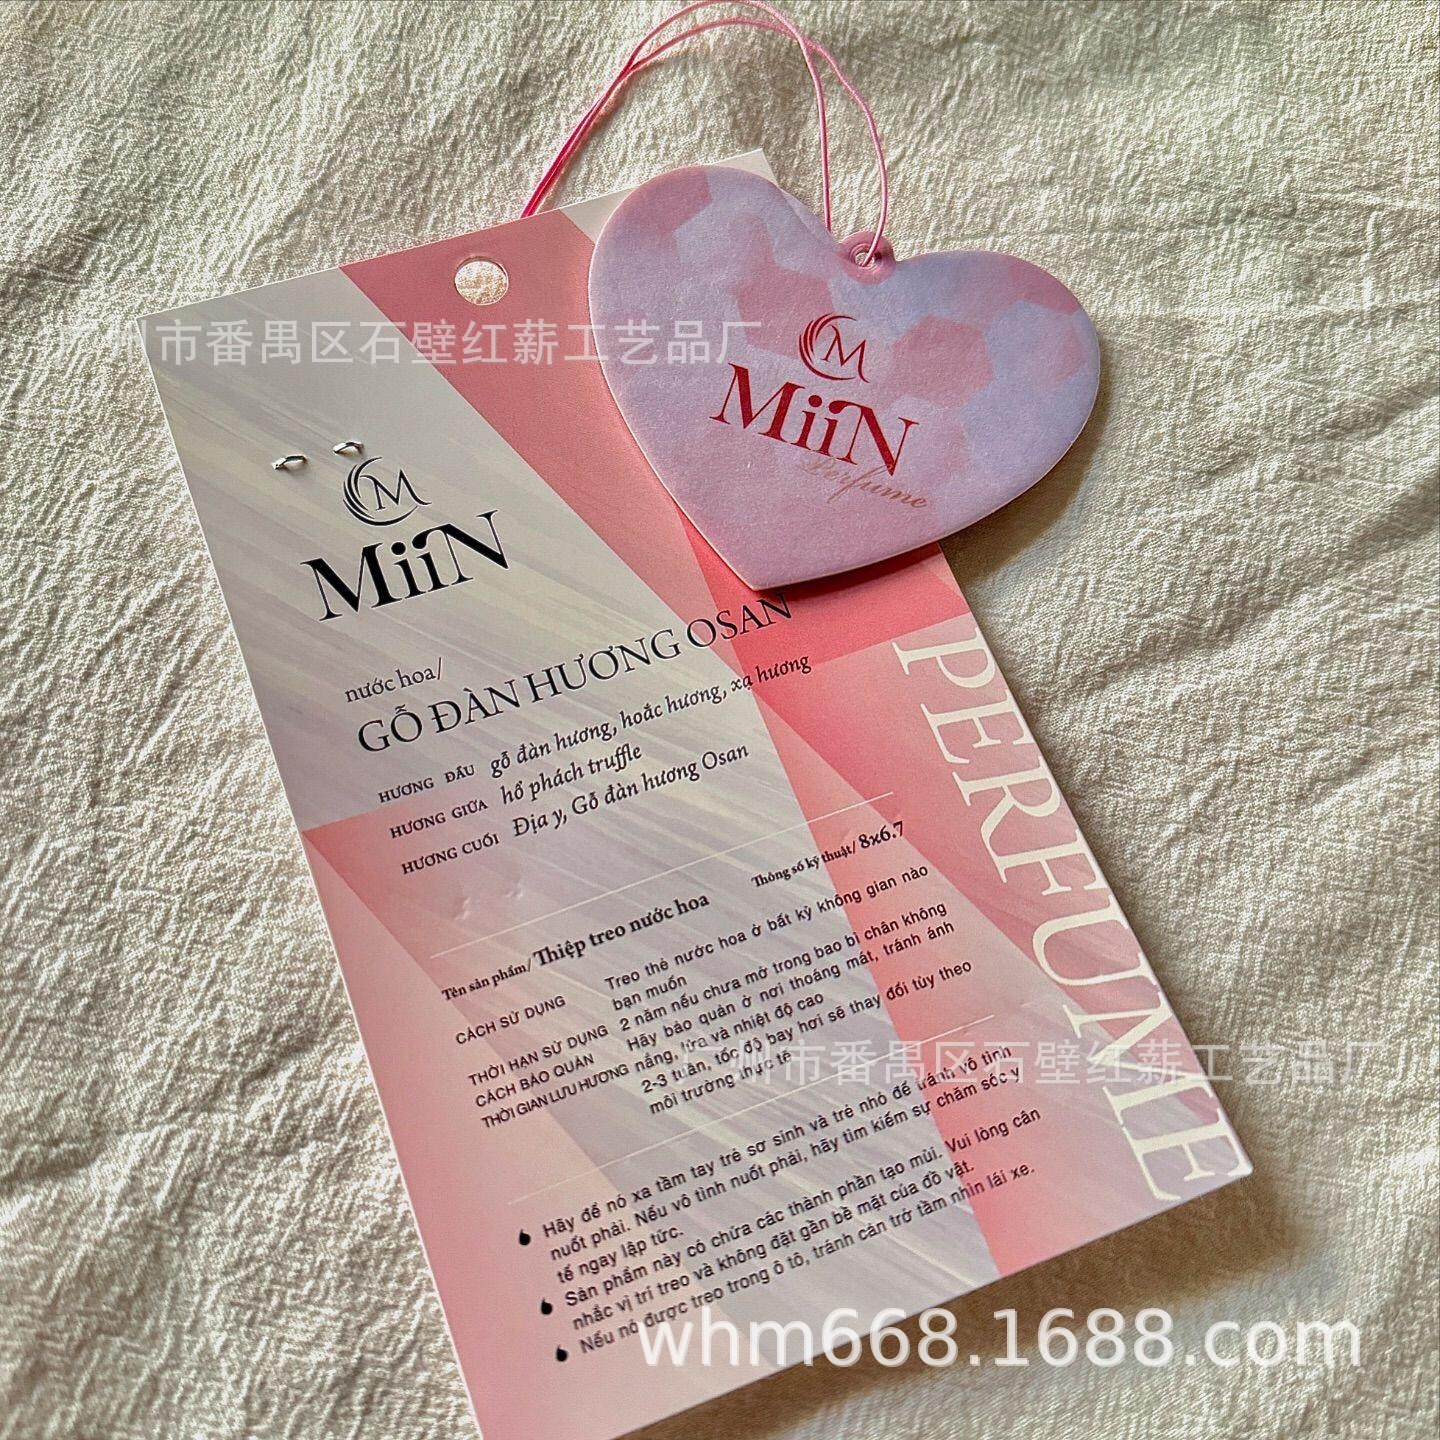 广州市番禺区石壁红薪工艺品厂
M
MiiN
Perfume
M
MiiN
nước hoa/
GỖ ĐÀN HƯƠNG OSAN
HƯƠNG ĐẦU gỗ đàn hương, hoắc hương, xạ hương
HƯƠNG GIỮA hổ phách truffle
HƯƠNG CUỐI Địa y, Gỗ đàn hương Osan
Tên sản phẩm/ Thiệp treo nước hoa Thông số kỹ thuật/ 8x6.7
CÁCH SỬ DỤNG Treo thẻ nước hoa ở bất kỳ không gian nào
bạn muốn
THỜI HẠN SỬ DỤNG 2 năm nếu chưa mở trong bao bì chân không
CÁCH BẢO QUẢN Hãy bảo quản ở nơi thoáng mát, tránh ánh
nắng, lửa và nhiệt độ cao
THỜI GIAN LƯU HƯƠNG 2-3 tuần, tốc độ bay hơi sẽ thay đổi tùy theo
môi trường thực tế
Hãy để nó xa tầm tay trẻ sơ sinh và trẻ nhỏ để tránh vô tình
nuốt phải. Nếu vô tình nuốt phải, hãy tìm kiếm sự chăm sóc y
tế ngay lập tức.
Sản phẩm này có chứa các thành phần tạo mùi. Vui lòng cân
nhắc vị trí treo và không đặt gần bề mặt của đồ vật.
Nếu nó được treo trong ô tô, tránh cản trở tầm nhìn lái xe.
PERFUME
广州市番禺区石壁红薪工艺品厂
whm668.1688.com